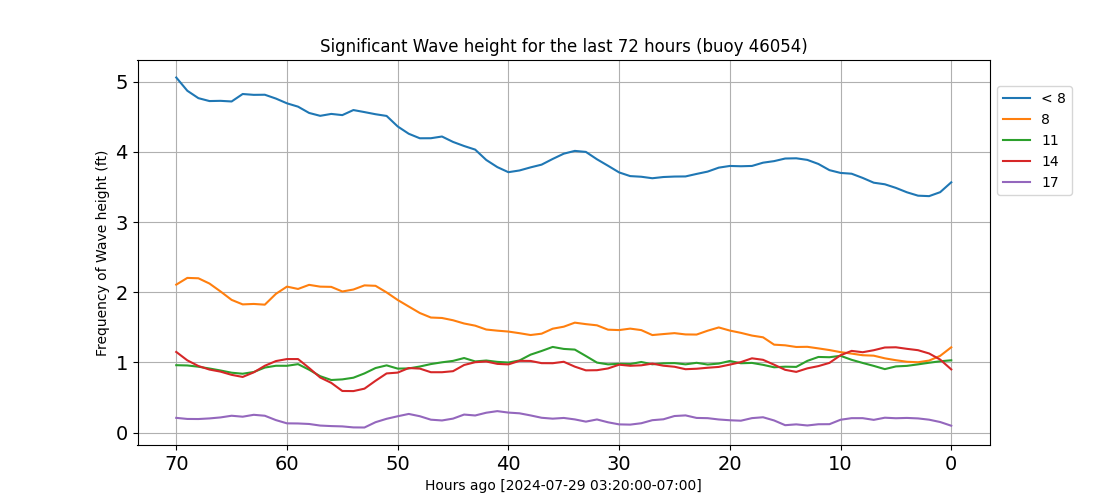 Significant Wave height for the last 72 hours (buoy 46054)
Frequency of Wave height (ft)
5
4
3
2
1
0
70 60 50 40 30 20 10 0
Hours ago [2024-07-29 03:20:00-07:00]
< 8
8
11
14
17